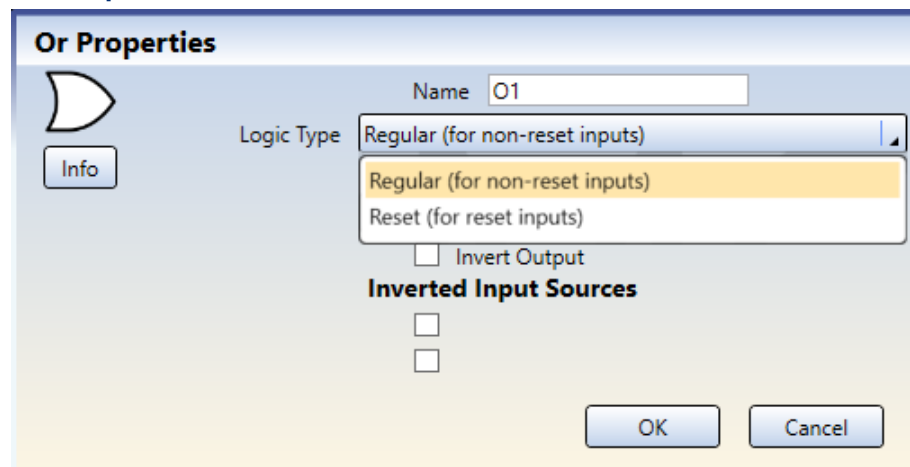 Or Properties
Name O1
Logic Type Regular (for non-reset inputs)
Info
Regular (for non-reset inputs)
Reset (for reset inputs)
Invert Output
Inverted Input Sources
OK Cancel